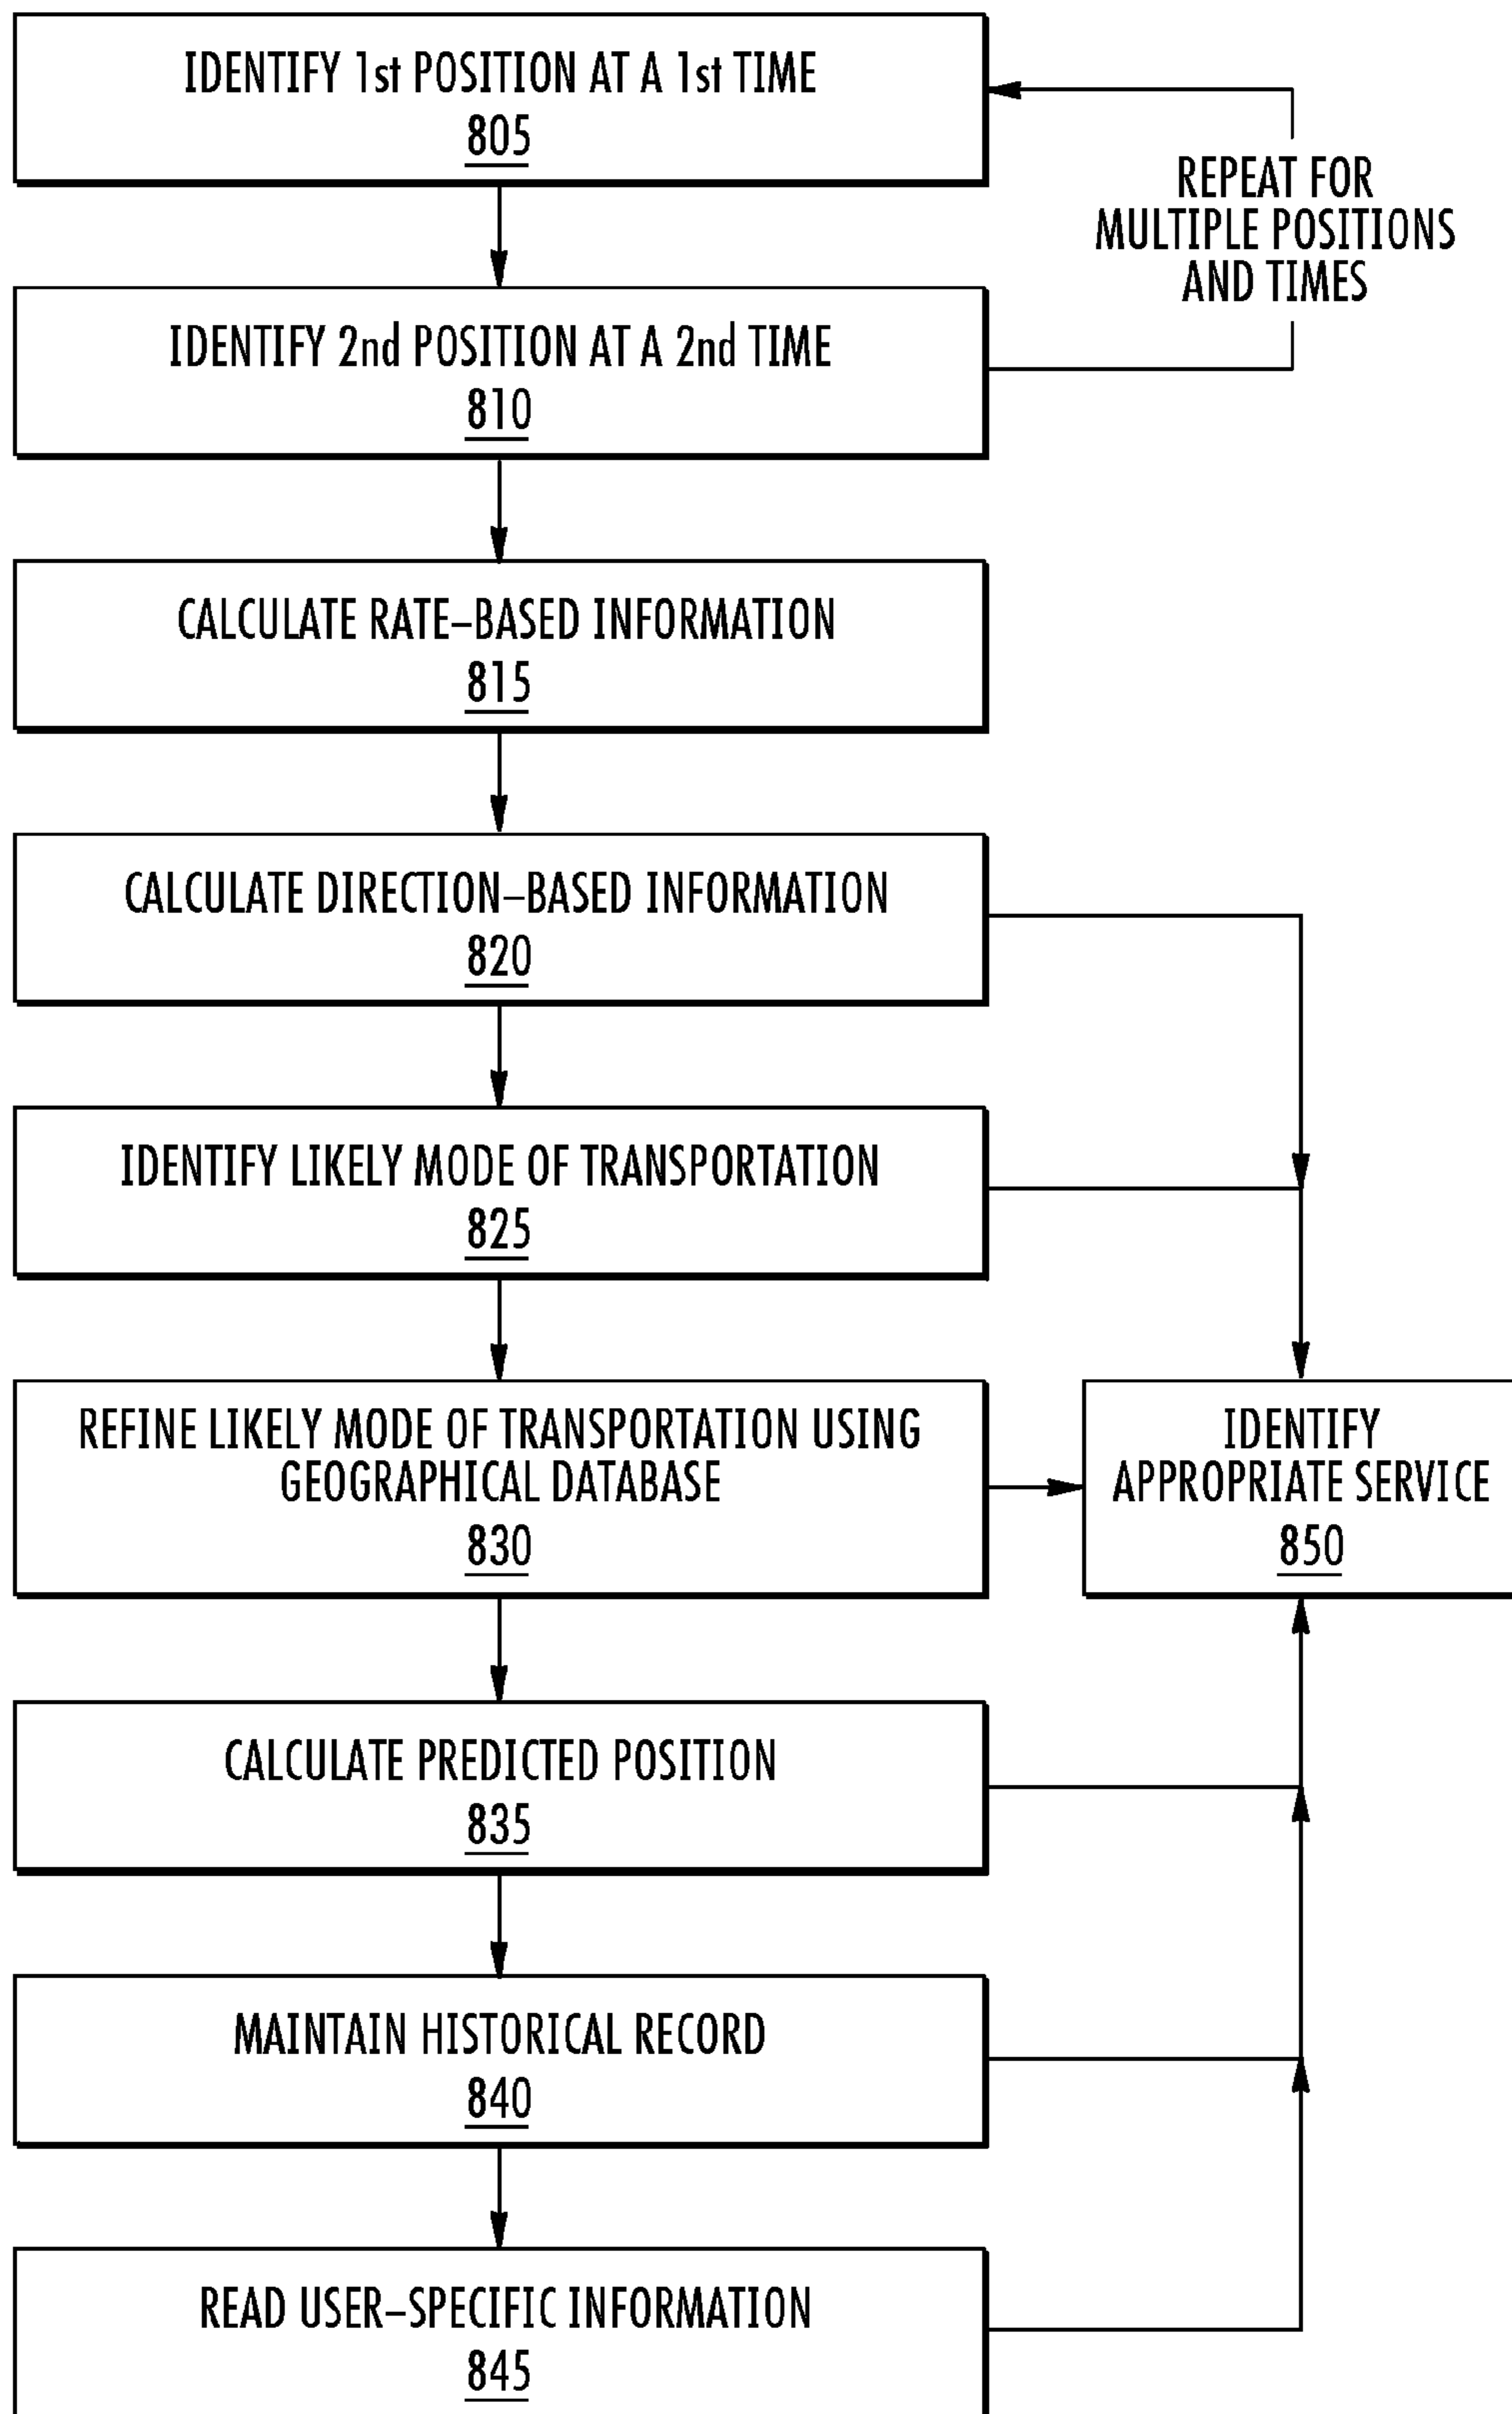 IDENTIFY 1st POSITION AT A 1st TIME
805
REPEAT FOR
MULTIPLE POSITIONS
AND TIMES
IDENTIFY 2nd POSITION AT A 2nd TIME
810
CALCULATE RATE–BASED INFORMATION
815
CALCULATE DIRECTION–BASED INFORMATION
820
IDENTIFY LIKELY MODE OF TRANSPORTATION
825
REFINE LIKELY MODE OF TRANSPORTATION USING
GEOGRAPHICAL DATABASE
830
IDENTIFY
APPROPRIATE SERVICE
850
CALCULATE PREDICTED POSITION
835
MAINTAIN HISTORICAL RECORD
840
READ USER–SPECIFIC INFORMATION
845